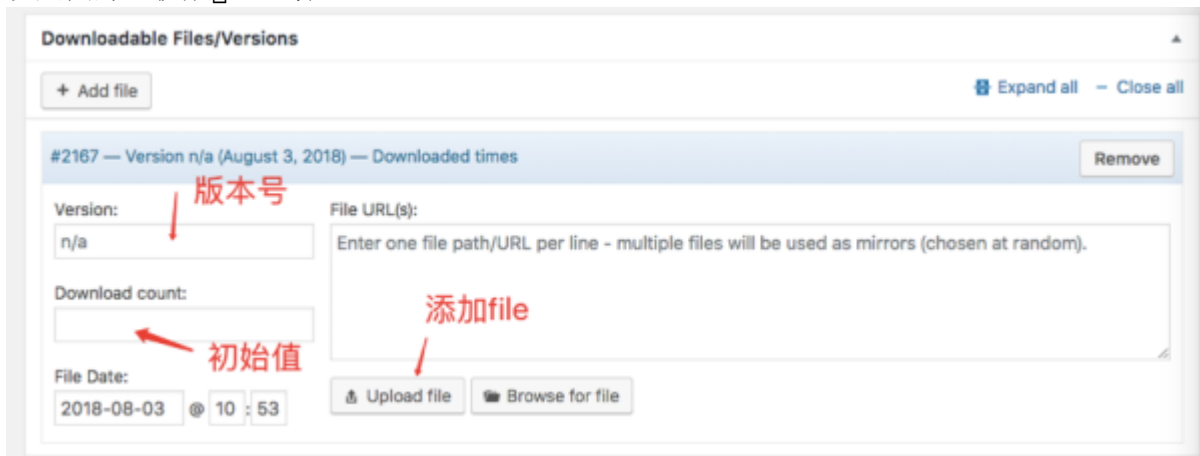 Downloadable Files/Versions
+ Add file
Expand all – Close all
#2167 — Version n/a (August 3, 2018) — Downloaded times
Remove
版本号
Version:
File URL(s):
n/a
Enter one file path/URL per line - multiple files will be used as mirrors (chosen at random).
Download count:
添加file
初始值
File Date:
2018-08-03 @ 10 : 53
Upload file
Browse for file